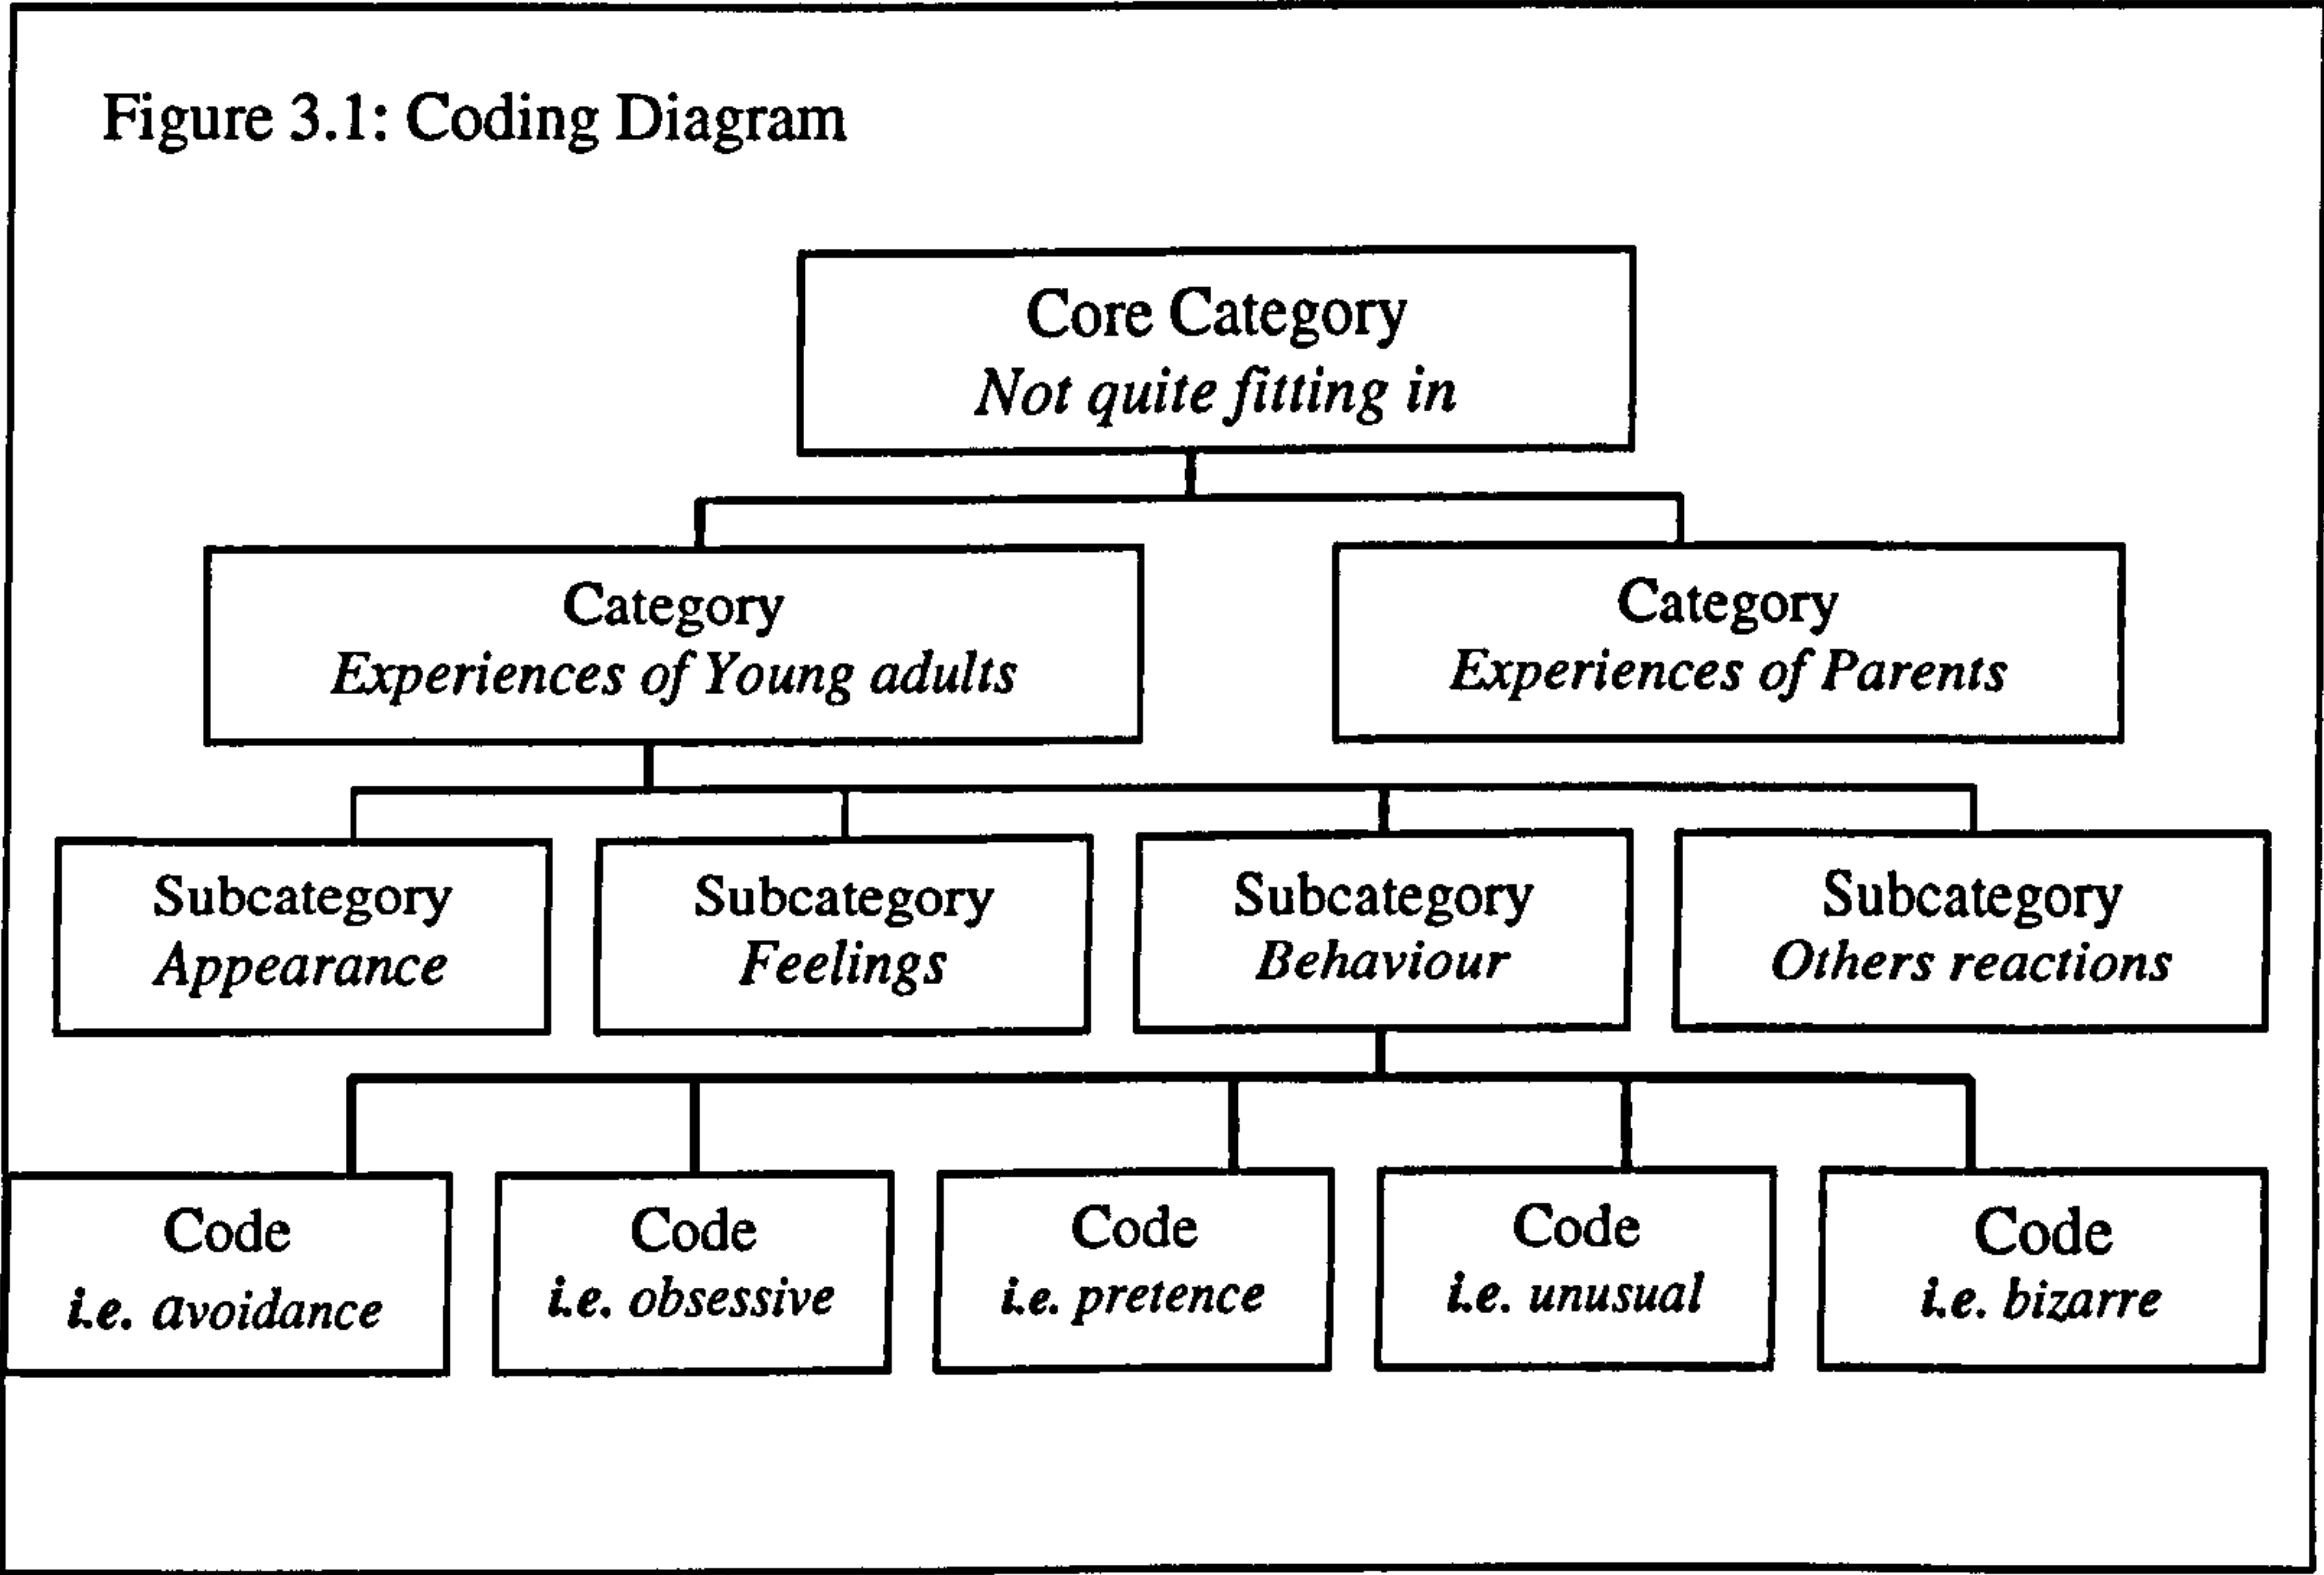 Figure 3.1: Coding Diagram
Core Category
Not quite fitting in
Category
Experiences of Young adults
Category
Experiences of Parents
Subcategory
Appearance
Subcategory
Feelings
Subcategory
Behaviour
Subcategory
Others reactions
Code
i.e. avoidance
Code
i.e. obsessive
Code
i.e. pretence
Code
i.e. unusual
Code
i.e. bizarre